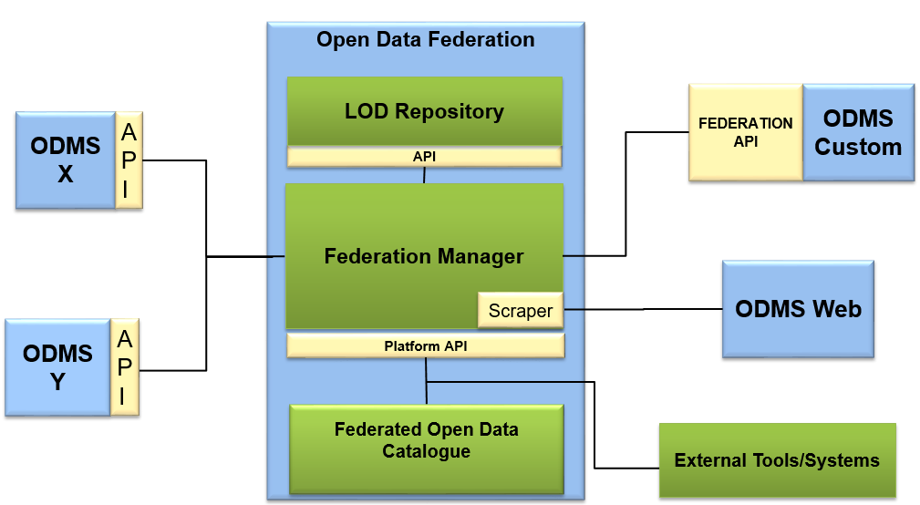 Open Data Federation
LOD Repository
API
Federation Manager
Scraper
Platform API
Federated Open Data
Catalogue
ODMS
X
A
P
I
ODMS
Y
A
P
I
FEDERATION
API
ODMS
Custom
ODMS Web
External Tools/Systems